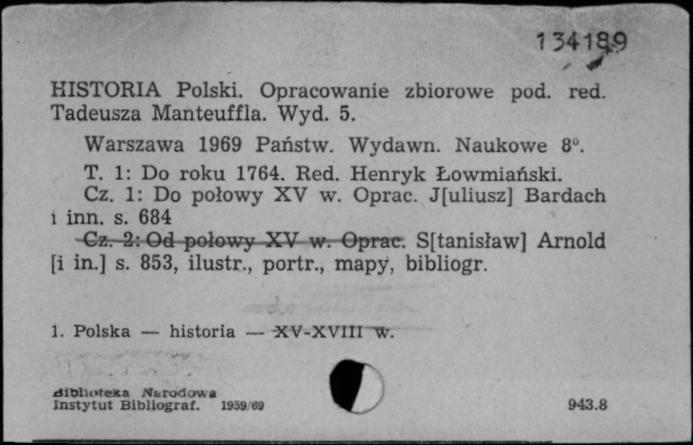 134189
HISTORIA Polski. Opracowanie zbiorowe pod. red.
Tadeusza Manteuffla. Wyd. 5.
Warszawa 1969 Państw. Wydawn. Naukowe 8⁰.
T. 1: Do roku 1764. Red. Henryk Łowmiański.
Cz. 1: Do połowy XV w. Oprac. J[uliusz] Bardach
i inn. s. 684
Cz. 2: Od połowy XV w. Oprac. S[tanisław] Arnold
[i in.] s. 853, ilustr., portr., mapy, bibliogr.
1. Polska — historia — XV-XVIII w.
Biblioteka Narodowa
Instytut Bibliograf. 1959/69
943.8